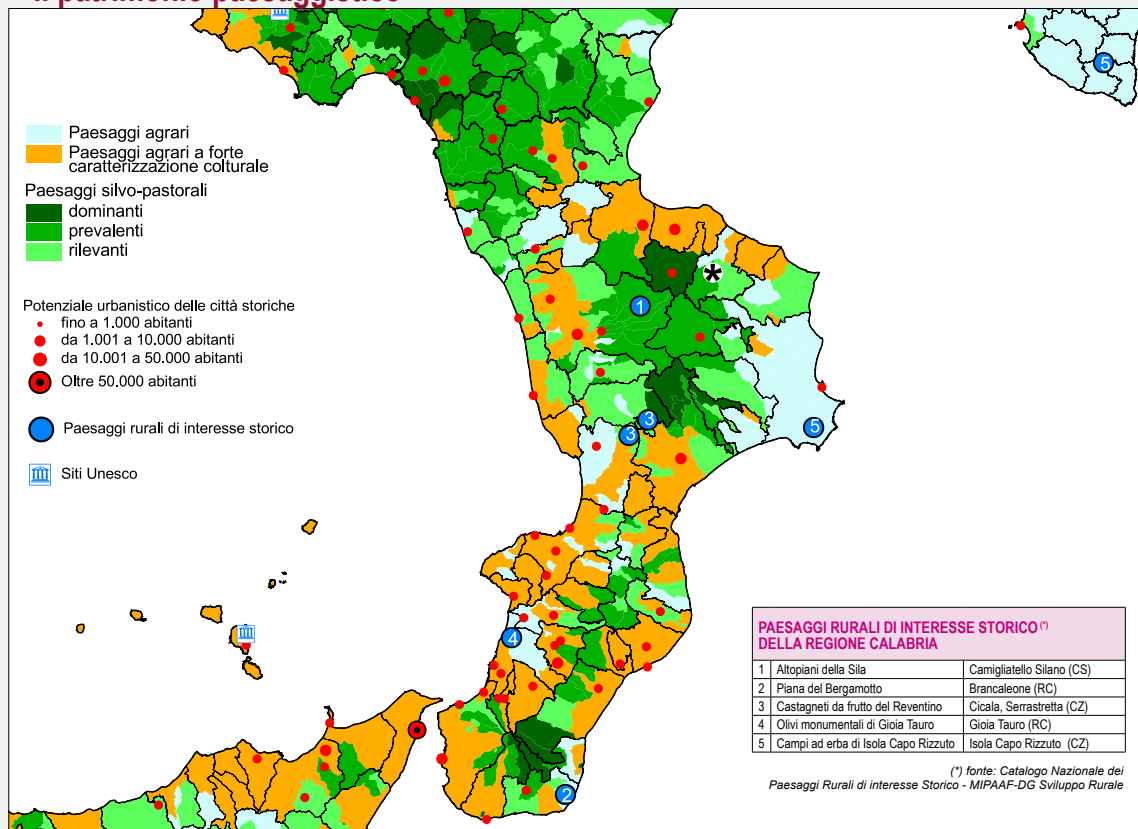 Il patrimonio paesaggistico
5
Paesaggi agrari
Paesaggi agrari a forte
caratterizzazione colturale
Paesaggi silvo-pastorali
dominanti
prevalenti
rilevanti
*
1
Potenziale urbanistico delle città storiche
fino a 1.000 abitanti
da 1.001 a 10.000 abitanti
da 10.001 a 50.000 abitanti
Oltre 50.000 abitanti
Paesaggi rurali di interesse storico
3
3
5
Siti Unesco
4
2
PAESAGGI RURALI DI INTERESSE STORICO (*)
DELLA REGIONE CALABRIA
1 Altopiani della Sila Camigliatello Silano (CS)
2 Piana del Bergamotto Brancaleone (RC)
3 Castagneti da frutto del Reventino Cicala, Serrastretta (CZ)
4 Olivi monumentali di Gioia Tauro Gioia Tauro (RC)
5 Campi ad erba di Isola Capo Rizzuto Isola Capo Rizzuto (CZ)
(*) fonte: Catalogo Nazionale dei
Paesaggi Rurali di interesse Storico - MIPAAF-DG Sviluppo Rurale